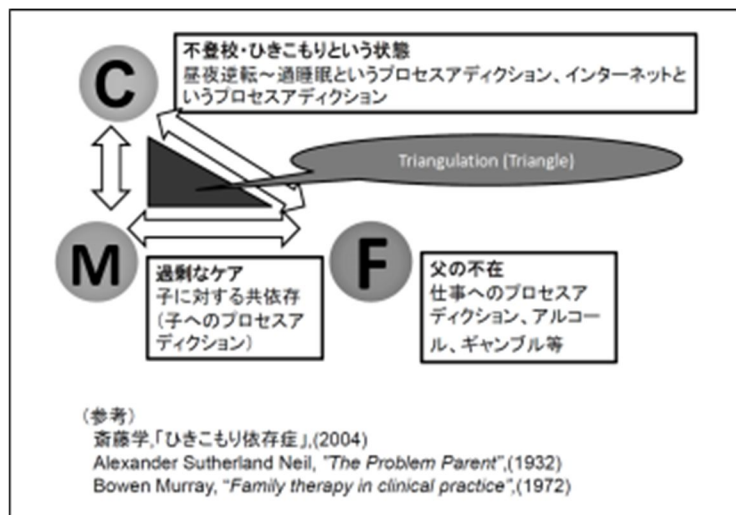 C
不登校・ひきこもりという状態
昼夜逆転～過睡眠というプロセスアディクション、インターネットと
いうプロセスアディクション
Triangulation (Triangle)
M
過剰なケア
子に対する共依存
(子へのプロセスア
ディクション)
F
父の不在
仕事へのプロセスア
ディクション、アルコー
ル、ギャンブル等
(参考)
斎藤学,「ひきこもり依存症」,(2004)
Alexander Sutherland Neil, "The Problem Parent",(1932)
Bowen Murray, "Family therapy in clinical practice",(1972)